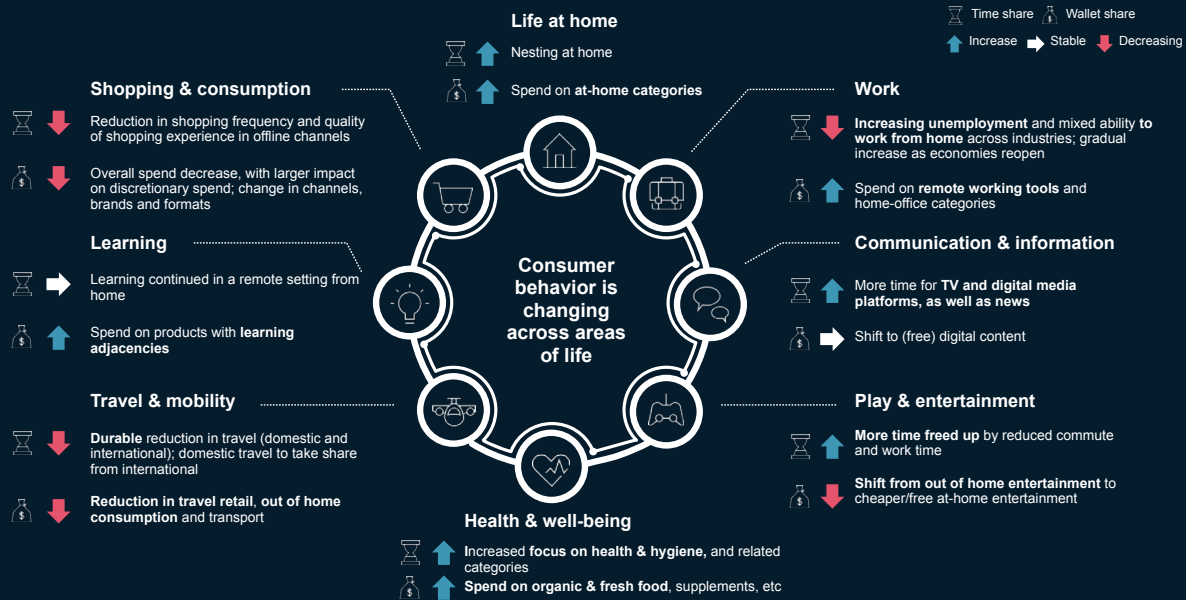 Life at home
Nesting at home
Spend on at-home categories
Time share
Wallet share
Increase
Stable
Decreasing
Shopping & consumption
Reduction in shopping frequency and quality
of shopping experience in offline channels
Overall spend decrease, with larger impact
on discretionary spend; change in channels,
brands and formats
Work
Increasing unemployment and mixed ability to
work from home across industries; gradual
increase as economies reopen
Spend on remote working tools and
home-office categories
Learning
Learning continued in a remote setting from
home
Spend on products with learning
adjacencies
Consumer
behavior is
changing
across areas
of life
Communication & information
More time for TV and digital media
platforms, as well as news
Shift to (free) digital content
Travel & mobility
Durable reduction in travel (domestic and
international); domestic travel to take share
from international
Reduction in travel retail, out of home
consumption and transport
Play & entertainment
More time freed up by reduced commute
and work time
Shift from out of home entertainment to
cheaper/free at-home entertainment
Health & well-being
Increased focus on health & hygiene, and related
categories
Spend on organic & fresh food, supplements, etc